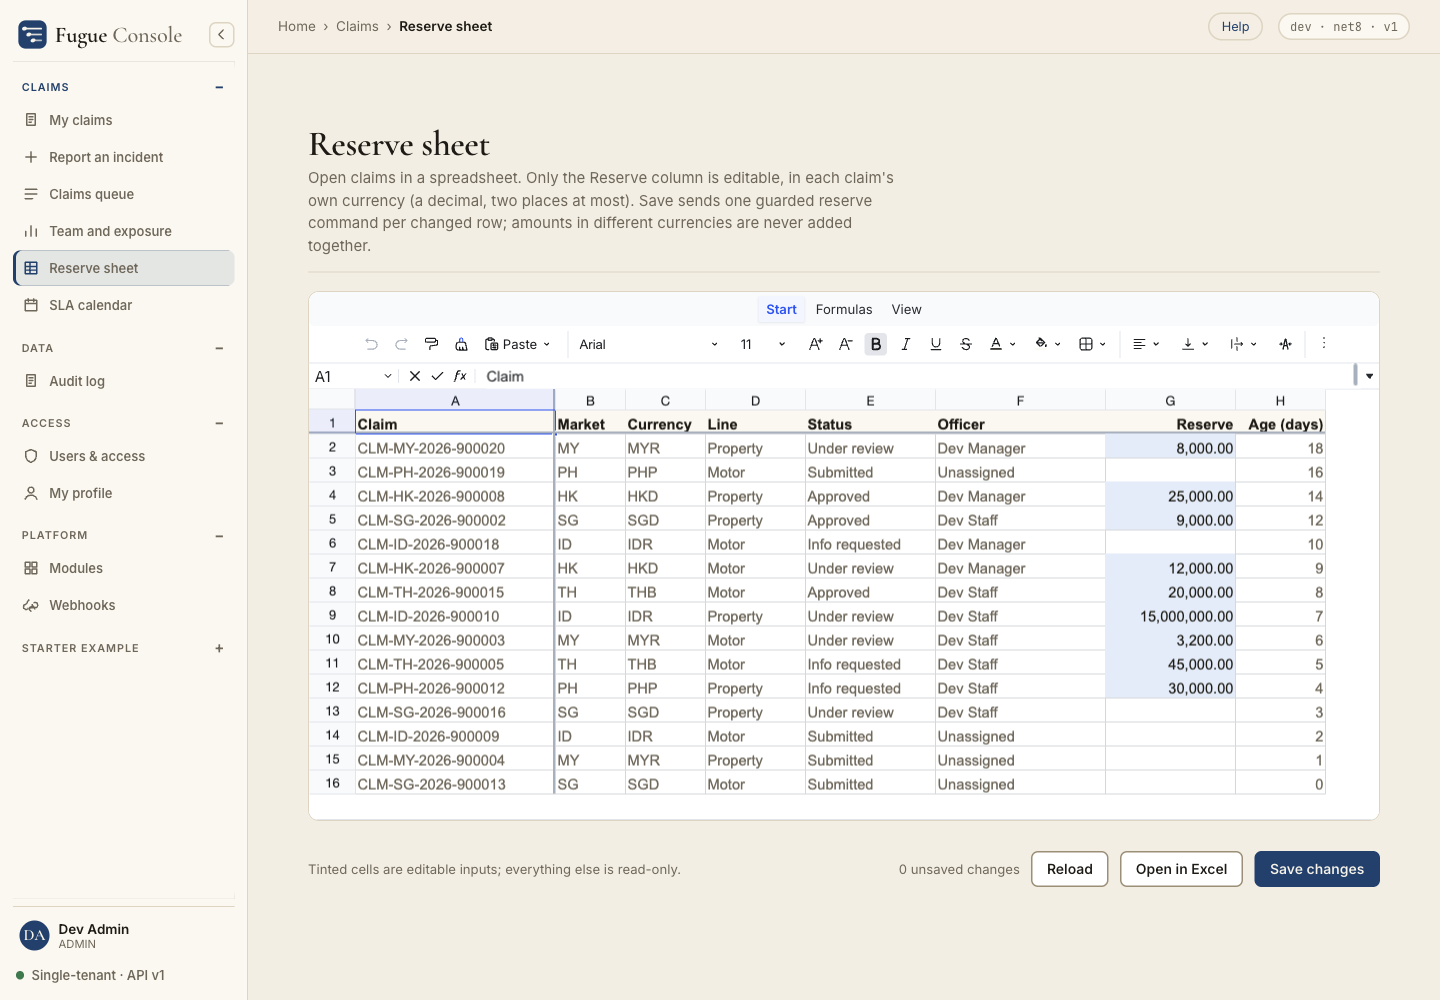 Fugue Console
CLAIMS
My claims
Report an incident
Claims queue
Team and exposure
Reserve sheet
SLA calendar
DATA
Audit log
ACCESS
Users & access
My profile
PLATFORM
Modules
Webhooks
STARTER EXAMPLE
DA
Dev Admin
ADMIN
Single-tenant · API v1
Home › Claims › Reserve sheet
Help
dev · net8 · v1
Reserve sheet
Open claims in a spreadsheet. Only the Reserve column is editable, in each claim's
own currency (a decimal, two places at most). Save sends one guarded reserve
command per changed row; amounts in different currencies are never added
together.
Start Formulas View
Paste Arial 11 B I U S A A
A1 fx Claim
A B C D E F G H
1 Claim Market Currency Line Status Officer Reserve Age (days)
2 CLM-MY-2026-900020 MY MYR Property Under review Dev Manager 8,000.00 18
3 CLM-PH-2026-900019 PH PHP Motor Submitted Unassigned 16
4 CLM-HK-2026-900008 HK HKD Property Approved Dev Manager 25,000.00 14
5 CLM-SG-2026-900002 SG SGD Property Approved Dev Staff 9,000.00 12
6 CLM-ID-2026-900018 ID IDR Motor Info requested Dev Manager 10
7 CLM-HK-2026-900007 HK HKD Motor Under review Dev Manager 12,000.00 9
8 CLM-TH-2026-900015 TH THB Motor Approved Dev Staff 20,000.00 8
9 CLM-ID-2026-900010 ID IDR Property Under review Dev Staff 15,000,000.00 7
10 CLM-MY-2026-900003 MY MYR Motor Under review Dev Staff 3,200.00 6
11 CLM-TH-2026-900005 TH THB Motor Info requested Dev Staff 45,000.00 5
12 CLM-PH-2026-900012 PH PHP Property Info requested Dev Staff 30,000.00 4
13 CLM-SG-2026-900016 SG SGD Property Under review Dev Staff 3
14 CLM-ID-2026-900009 ID IDR Motor Submitted Unassigned 2
15 CLM-MY-2026-900004 MY MYR Property Submitted Unassigned 1
16 CLM-SG-2026-900013 SG SGD Motor Submitted Unassigned 0
Tinted cells are editable inputs; everything else is read-only.
0 unsaved changes
Reload
Open in Excel
Save changes